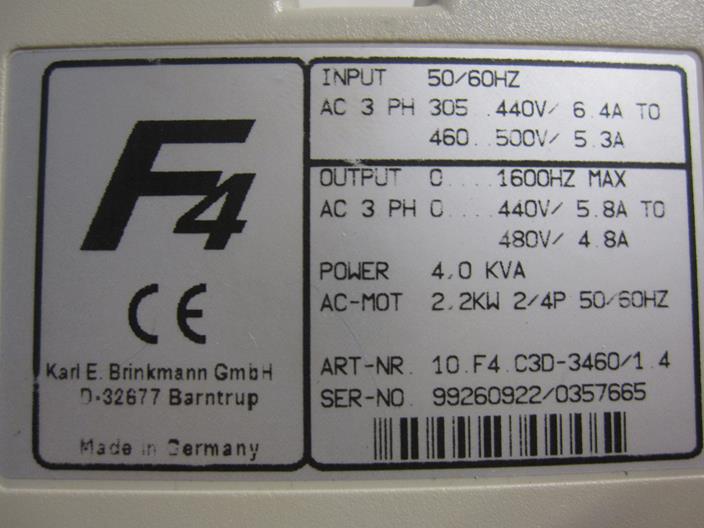 F4
CE
Karl E. Brinkmann GmbH
D-32677 Barntrup
Made in Germany
INPUT 50/60HZ
AC 3 PH 305..440V/ 6.4A TO
460..500V/ 5.3A
OUTPUT 0....1600HZ MAX
AC 3 PH 0....440V/ 5.8A TO
480V/ 4.8A
POWER 4.0 KVA
AC-MOT 2.2KW 2/4P 50/60HZ
ART-NR. 10.F4.C3D-3460/1.4
SER-NO. 99260922/0357665